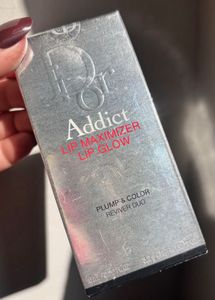 Dior
Addict
LIP MAXIMIZER
LIP GLOW
PLUMP & COLOR
REVIVER DUO